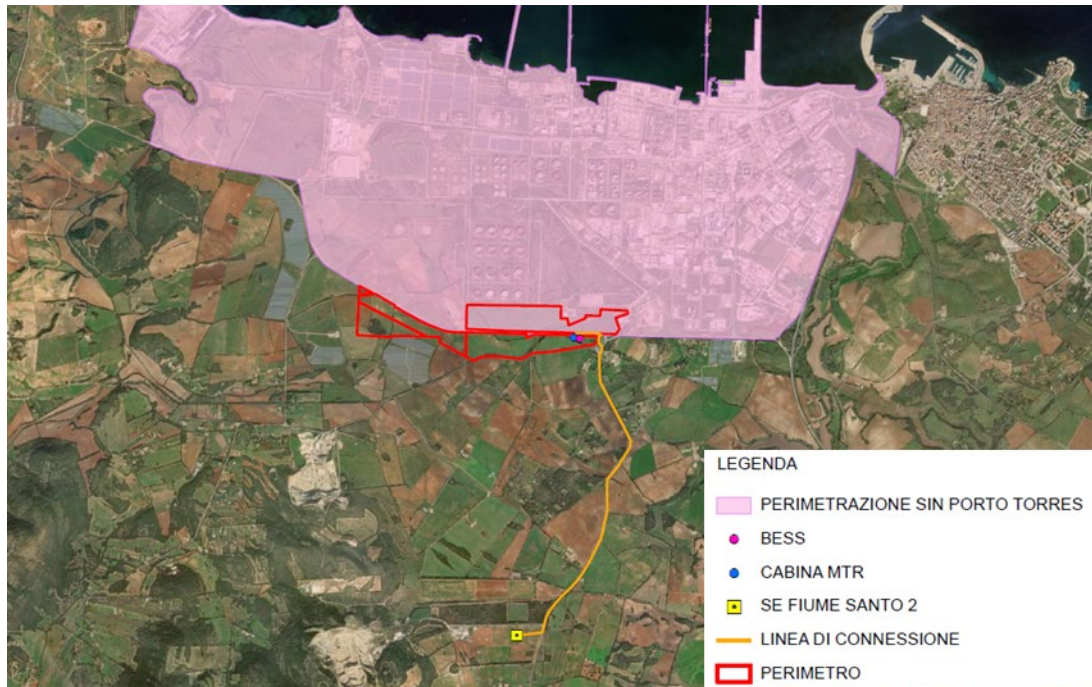 LEGENDA
PERIMETRAZIONE SIN PORTO TORRES
BESS
CABINA MTR
SE FIUME SANTO 2
LINEA DI CONNESSIONE
PERIMETRO